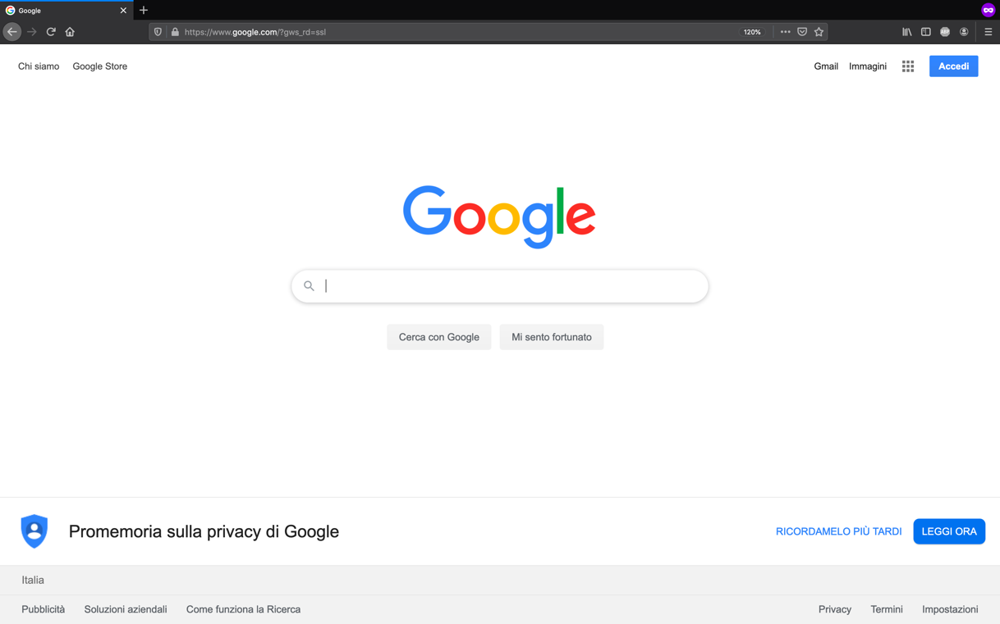 Google
https://www.google.com/?gws_rd=ssl
120%
ABP
Chi siamo Google Store
Gmail Immagini Accedi
Google
Cerca con Google Mi sento fortunato
Promemoria sulla privacy di Google
RICORDAMELO PIÙ TARDI LEGGI ORA
Italia
Pubblicità Soluzioni aziendali Come funziona la Ricerca
Privacy Termini Impostazioni